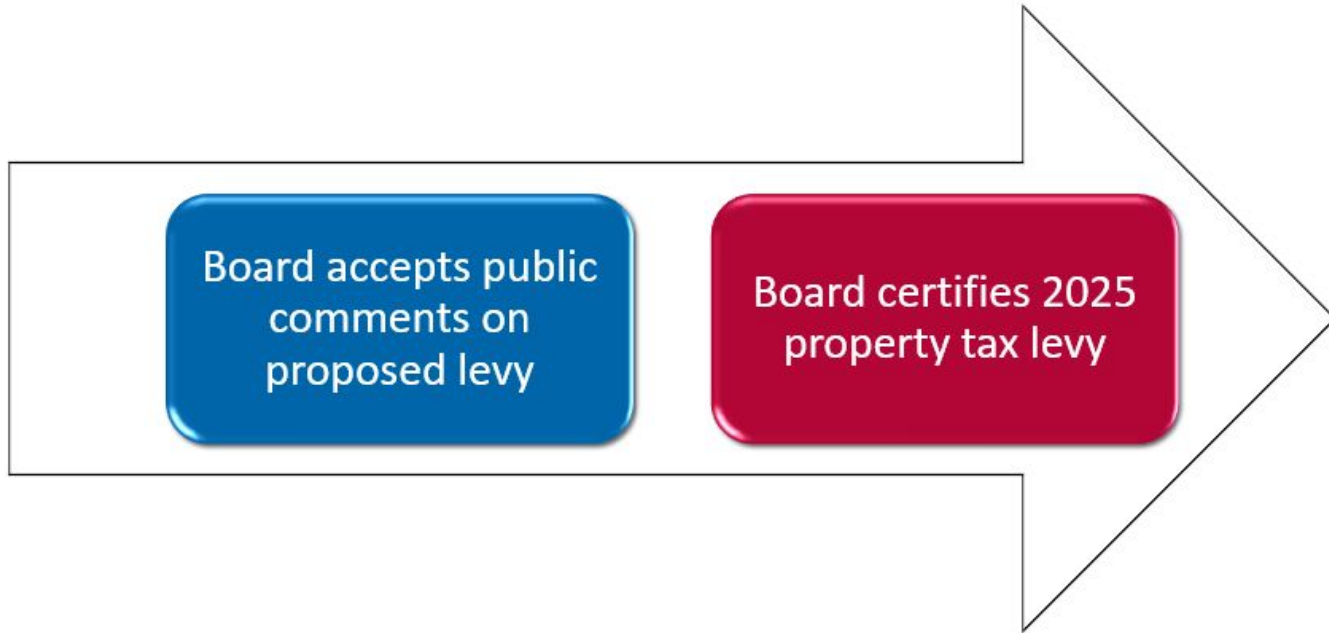 Board accepts public
comments on
proposed levy
Board certifies 2025
property tax levy